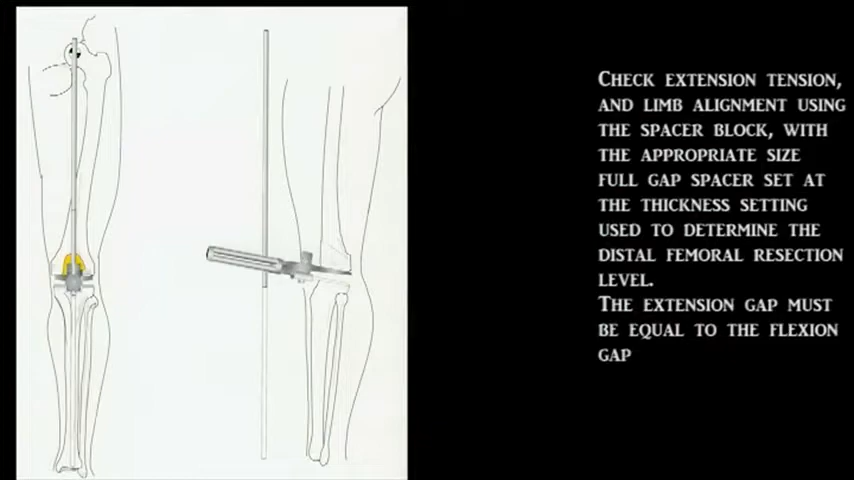 Check extension tension,
and limb alignment using
the spacer block, with
the appropriate size
full gap spacer set at
the thickness setting
used to determine the
distal femoral resection
level.
The extension gap must
be equal to the flexion
gap